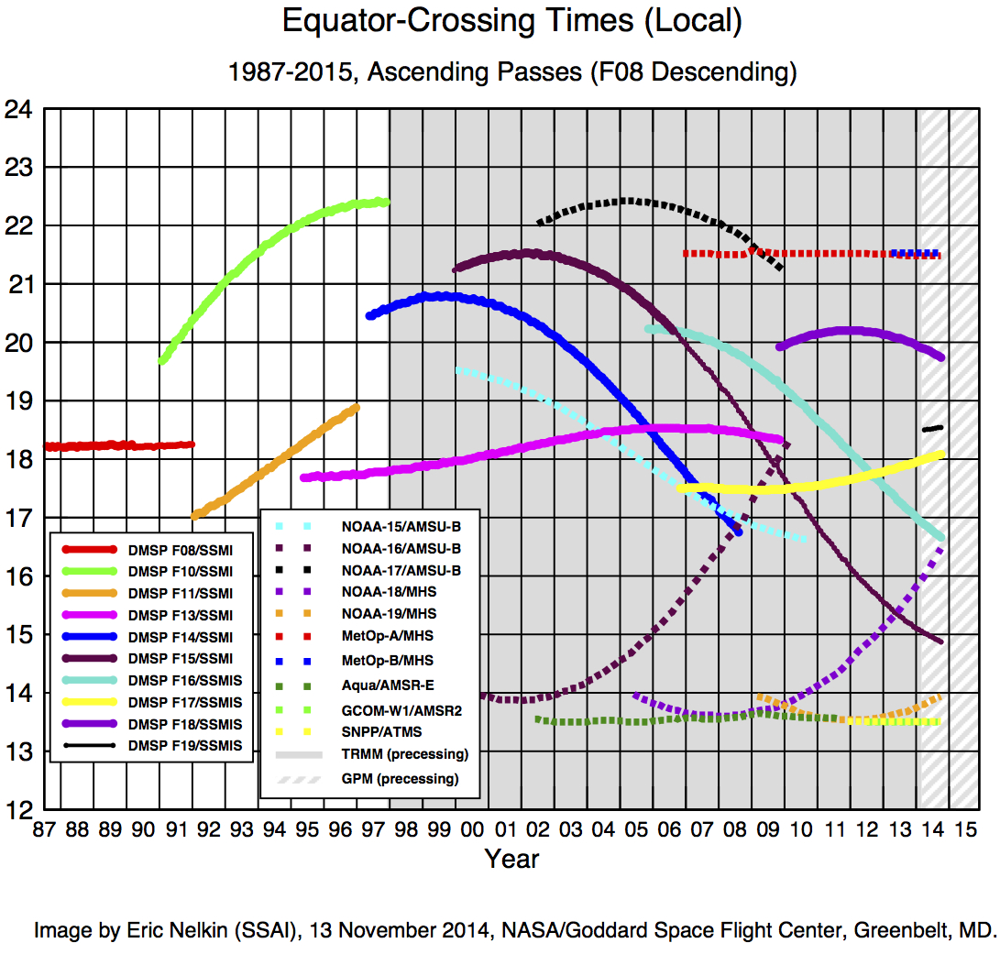 Equator-Crossing Times (Local)
1987-2015, Ascending Passes (F08 Descending)
24
23
22
21
20
19
18
17
16
15
14
13
12
DMSP F08/SSMI
DMSP F10/SSMI
DMSP F11/SSMI
DMSP F13/SSMI
DMSP F14/SSMI
DMSP F15/SSMI
DMSP F16/SSMIS
DMSP F17/SSMIS
DMSP F18/SSMIS
DMSP F19/SSMIS
NOAA-15/AMSU-B
NOAA-16/AMSU-B
NOAA-17/AMSU-B
NOAA-18/MHS
NOAA-19/MHS
MetOp-A/MHS
MetOp-B/MHS
Aqua/AMSR-E
GCOM-W1/AMSR2
SNPP/ATMS
TRMM (precessing)
GPM (precessing)
87 88 89 90 91 92 93 94 95 96 97 98 99 00 01 02 03 04 05 06 07 08 09 10 11 12 13 14 15
Year
Image by Eric Nelkin (SSAI), 13 November 2014, NASA/Goddard Space Flight Center, Greenbelt, MD.